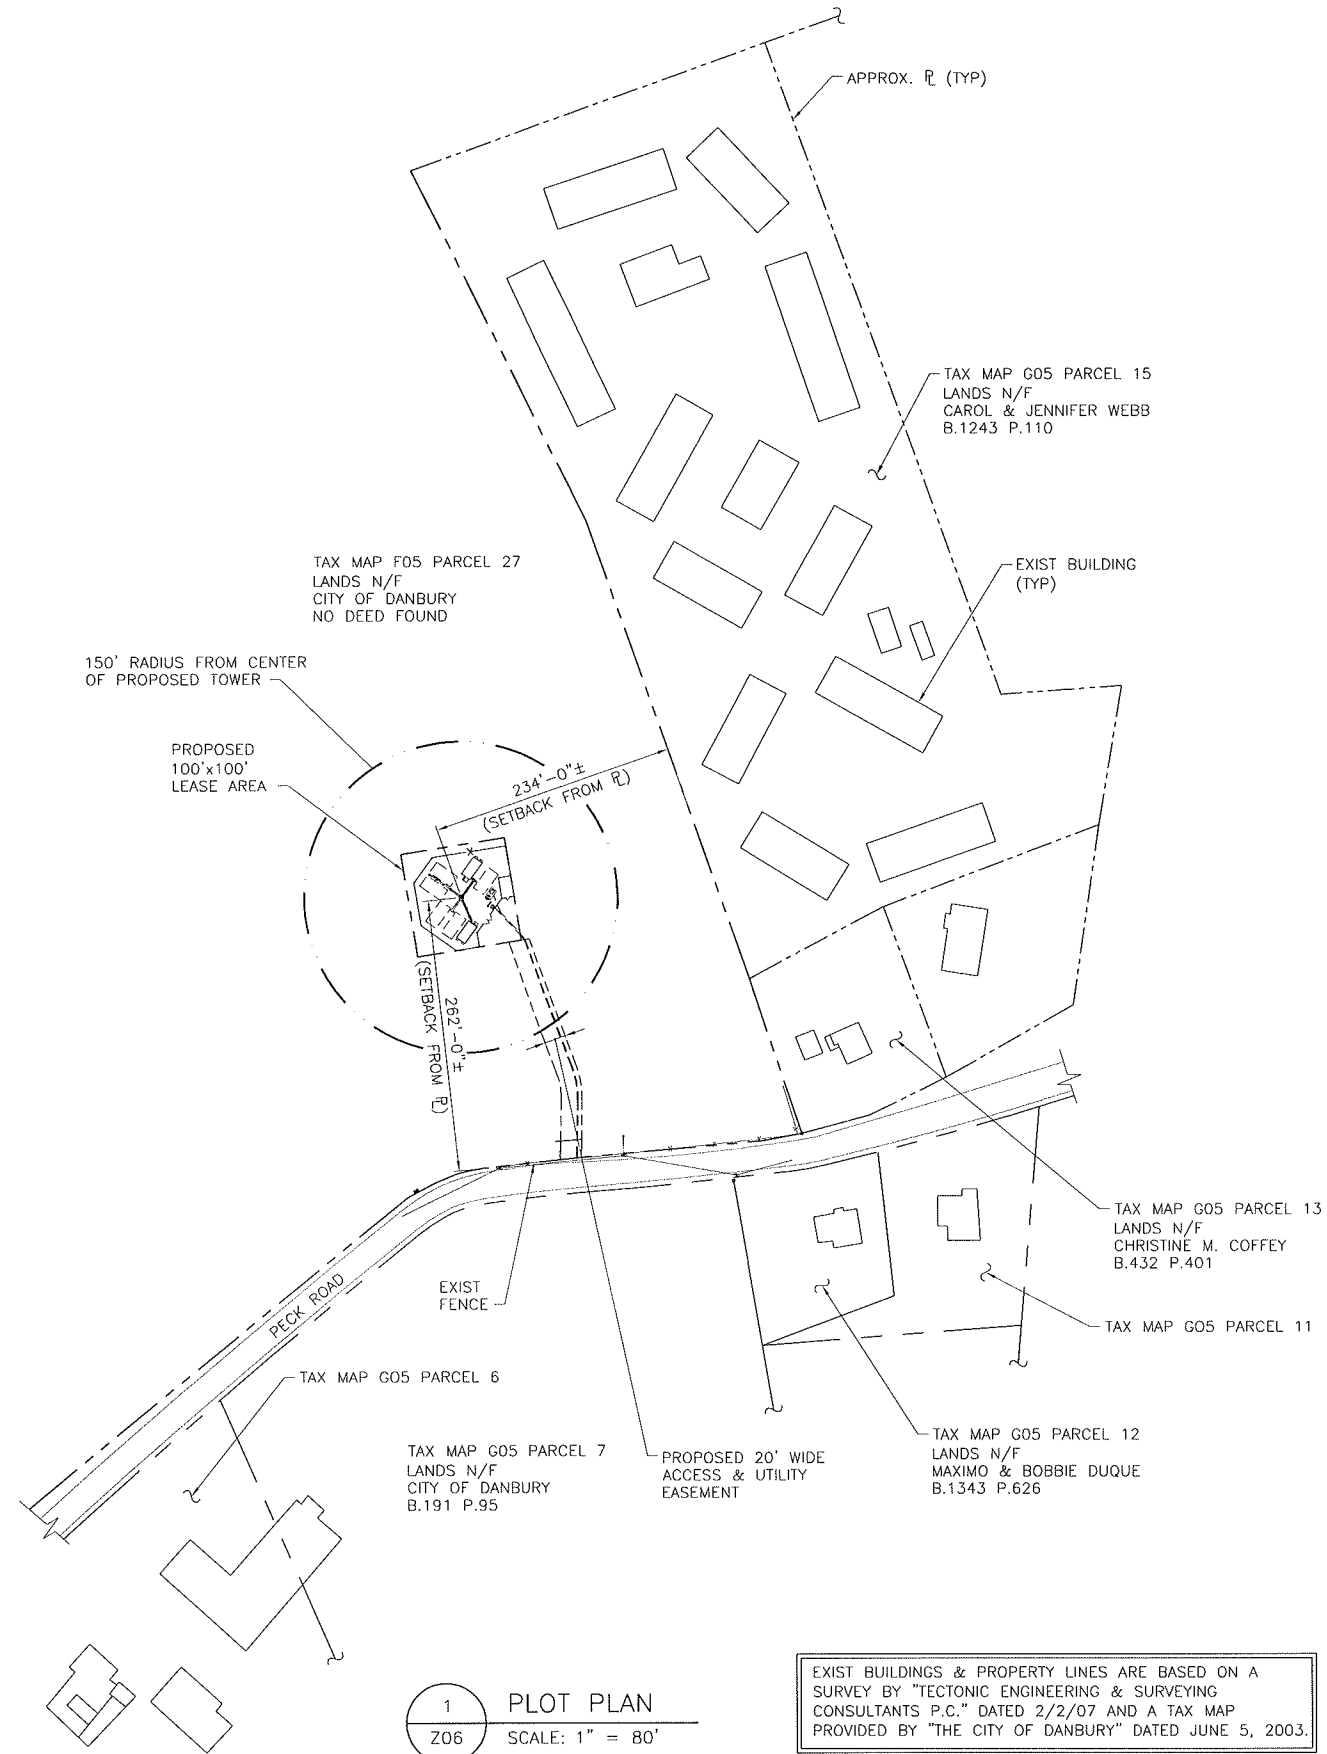 APPROX. ℞ (TYP)
TAX MAP G05 PARCEL 15
LANDS N/F
CAROL & JENNIFER WEBB
B.1243 P.110
TAX MAP F05 PARCEL 27
LANDS N/F
CITY OF DANBURY
NO DEED FOUND
EXIST BUILDING
(TYP)
150' RADIUS FROM CENTER
OF PROPOSED TOWER
PROPOSED
100'x100'
LEASE AREA
234'-0"±
(SETBACK FROM ℞)
262'-0"±
(SETBACK FROM ℞)
TAX MAP G05 PARCEL 13
LANDS N/F
CHRISTINE M. COFFEY
B.432 P.401
EXIST
FENCE
PECK ROAD
TAX MAP G05 PARCEL 11
TAX MAP G05 PARCEL 6
TAX MAP G05 PARCEL 7
LANDS N/F
CITY OF DANBURY
B.191 P.95
PROPOSED 20' WIDE
ACCESS & UTILITY
EASEMENT
TAX MAP G05 PARCEL 12
LANDS N/F
MAXIMO & BOBBIE DUQUE
B.1343 P.626
1
Z06
PLOT PLAN
SCALE: 1" = 80'
EXIST BUILDINGS & PROPERTY LINES ARE BASED ON A
SURVEY BY "TECTONIC ENGINEERING & SURVEYING
CONSULTANTS P.C." DATED 2/2/07 AND A TAX MAP
PROVIDED BY "THE CITY OF DANBURY" DATED JUNE 5, 2003.